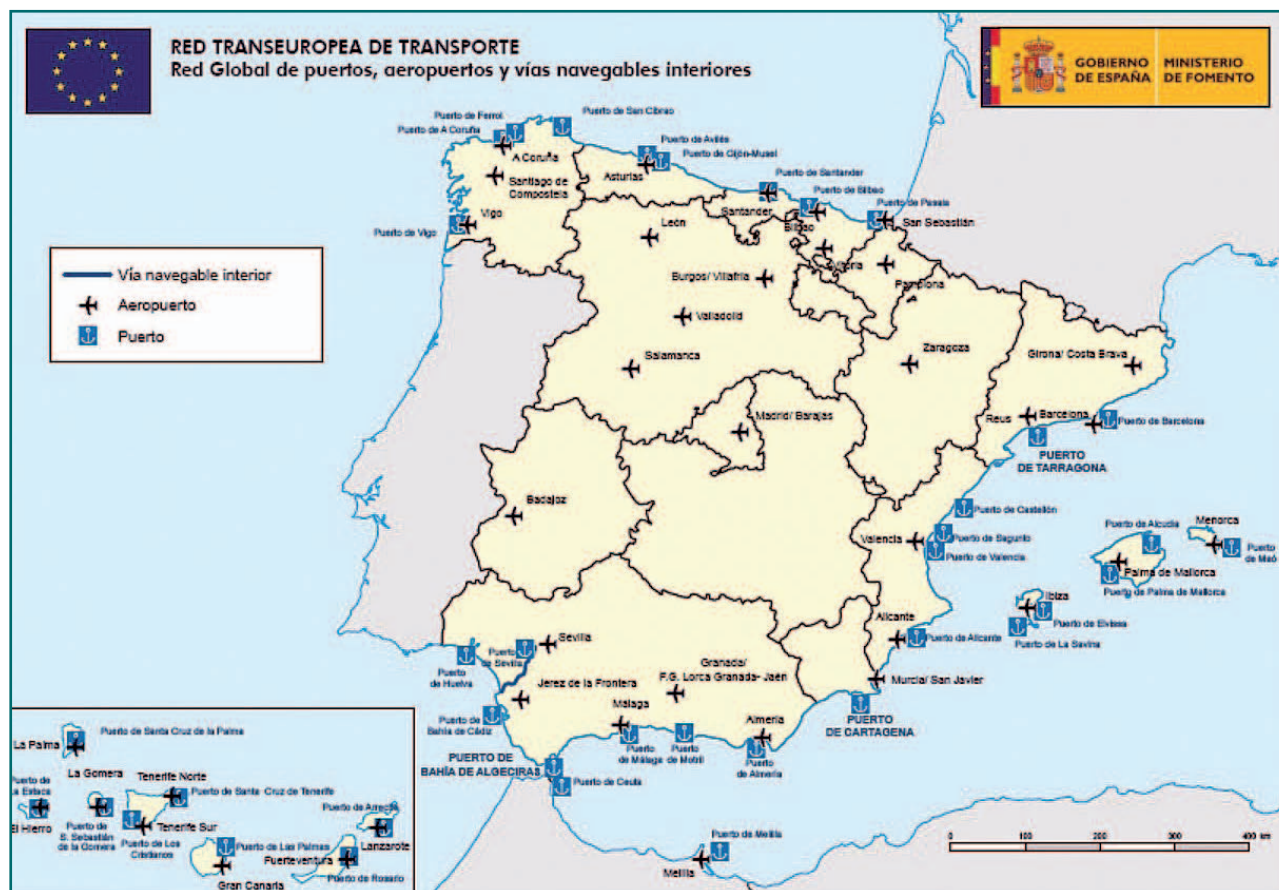 RED TRANSEUROPEA DE TRANSPORTE
Red Global de puertos, aeropuertos y vías navegables interiores
GOBIERNO
DE ESPAÑA
MINISTERIO
DE FOMENTO
Puerto de Ferrol
Puerto de San Cibrao
Puerto de A Coruña
A Coruña
Santiago de
Compostela
Puerto de Avilés
Puerto de Gijón-Musel
Asturias
Puerto de Santander
Santander
Puerto de Bilbao
Bilbao
Puerto de Pasaia
San Sebastián
Vigo
Puerto de Vigo
León
Vitoria
Pamplona
Burgos/ Villafría
Vía navegable interior
Aeropuerto
Puerto
Valladolid
Zaragoza
Girona/ Costa Brava
Salamanca
Madrid/ Barajas
Reus
Barcelona
Puerto de Barcelona
PUERTO
DE TARRAGONA
Badajoz
Puerto de Castellón
Valencia
Puerto de Sagunto
Puerto de Valencia
Puerto de Alcudia
Menorca
Puerto
de Maó
Palma de Mallorca
Puerto de Palma de Mallorca
Ibiza
Puerto de Eivissa
Puerto de La Savina
Alicante
Puerto de Alicante
Sevilla
Puerto
de Sevilla
Puerto
de Huelva
Granada/
F.G. Lorca Granada- Jaén
Murcia/ San Javier
Jerez de la Frontera
Puerto de
Bahía de Cádiz
Málaga
Puerto
de Málaga
Puerto
de Motril
Almería
Puerto
de Almería
PUERTO
DE CARTAGENA
PUERTO DE
BAHÍA DE ALGECIRAS
Puerto de Ceuta
Puerto de Melilla
Melilla
Puerto de Santa Cruz de la Palma
La Palma
La Gomera
Tenerife Norte
Puerto de
la Estaca
Puerto de Santa Cruz de Tenerife
Puerto de Arrecife
El Hierro
Puerto de
S. Sebastián
de la Gomera
Tenerife Sur
Puerto de Los
Cristianos
Lanzarote
Puerto de Las Palmas
Fuerteventura
Gran Canaria
Puerto de Rosario
0 100 200 300 400 km